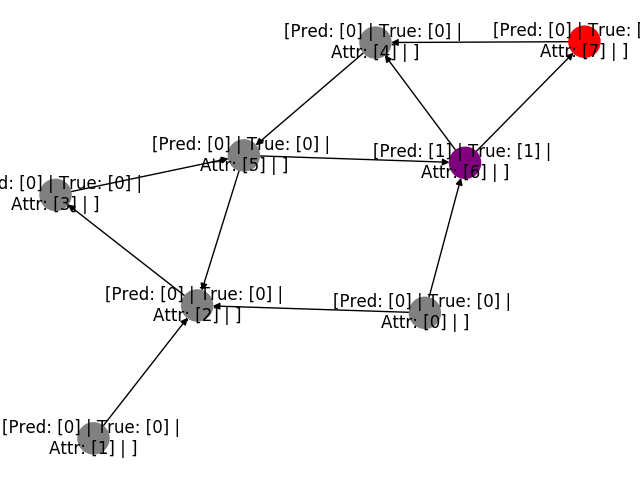 [Pred: [0] | True: [0] |
Attr: [4] | ]
[Pred: [0] | True: [
Attr: [7] | ]
[Pred: [0] | True: [0] |
Attr: [5] | ]
[Pred: [1] | True: [1] |
Attr: [6] | ]
d: [0] | True: [0] |
Attr: [3] | ]
[Pred: [0] | True: [0] |
Attr: [2] | ]
[Pred: [0] | True: [0] |
Attr: [0] | ]
[Pred: [0] | True: [0] |
Attr: [1] | ]